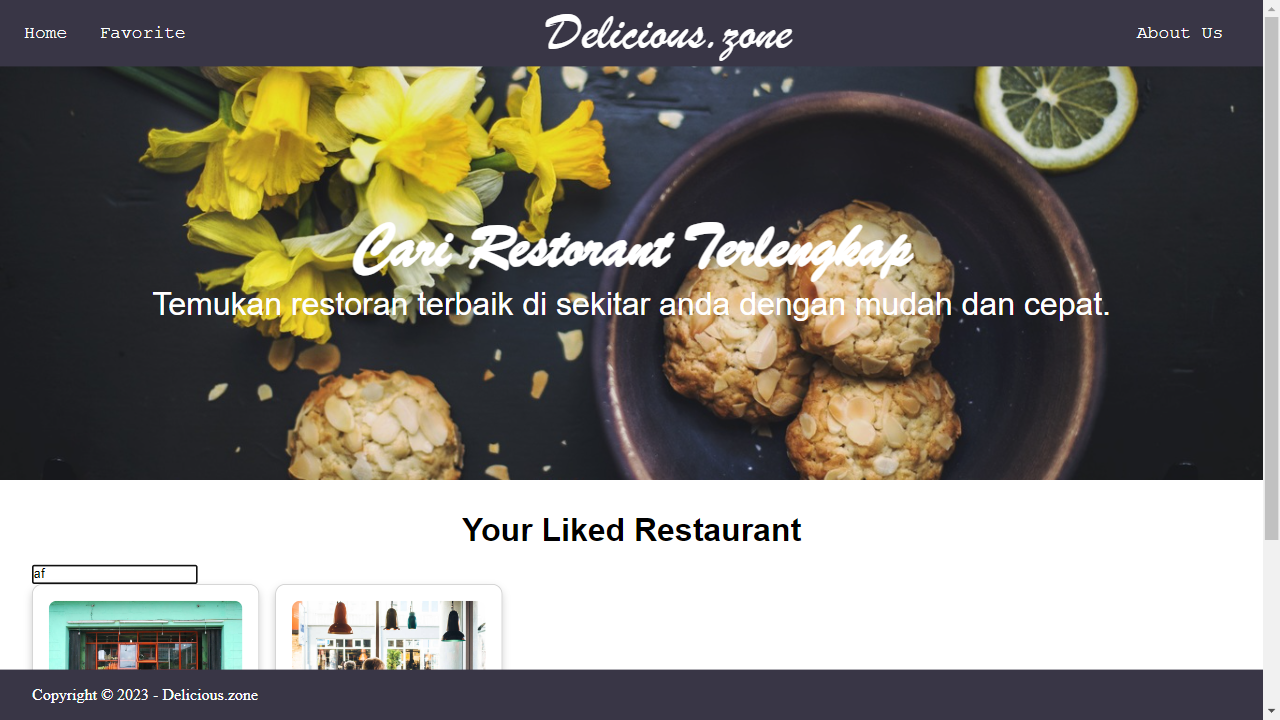 Home
Favorite
Delicious.zone
About Us
Cari Restorant Terlengkap
Temukan restoran terbaik di sekitar anda dengan mudah dan cepat.
Your Liked Restaurant
af
Copyright © 2023 - Delicious.zone